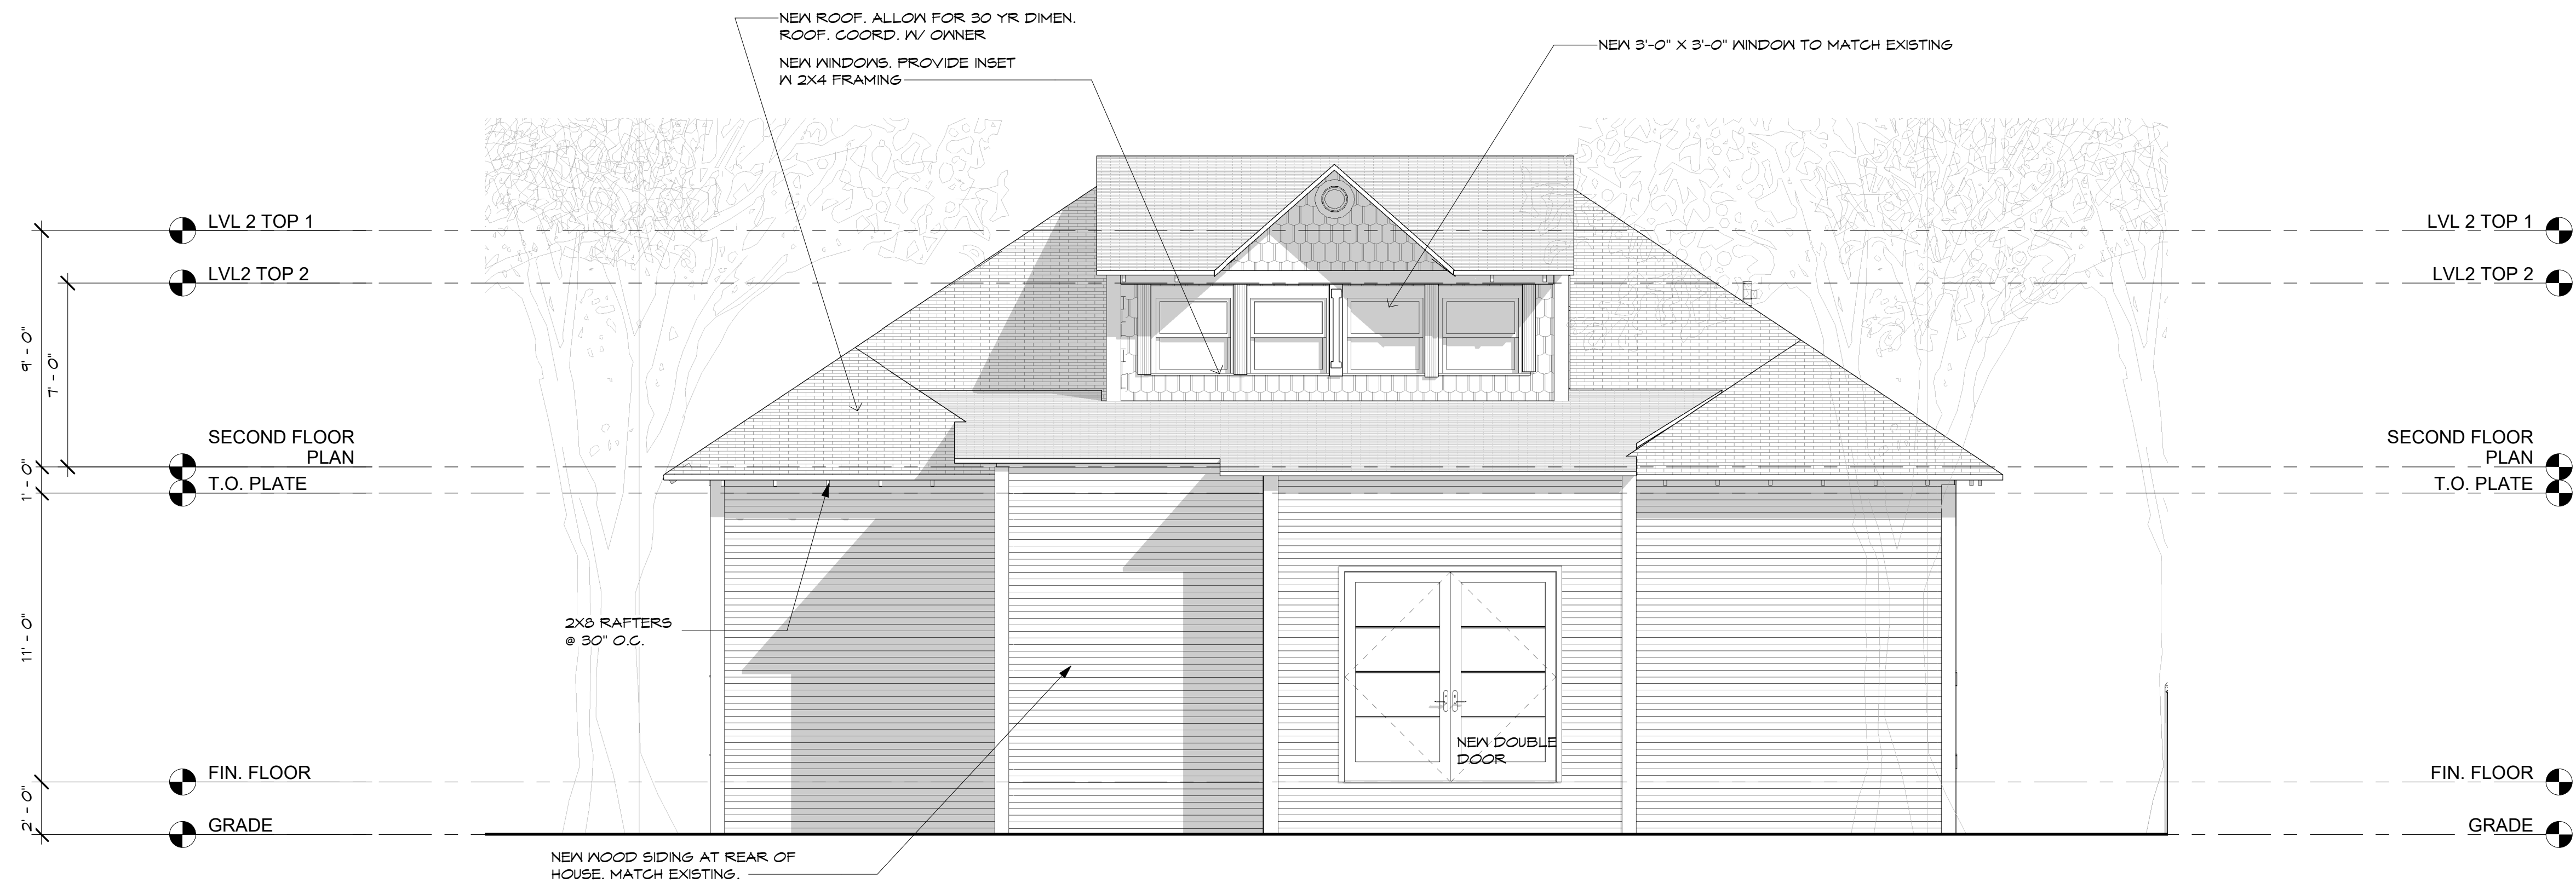 NEW ROOF. ALLOW FOR 30 YR DIMEN.
ROOF. COORD. W/ OWNER
NEW WINDOWS. PROVIDE INSET
W 2X4 FRAMING
NEW 3'-0" X 3'-0" WINDOW TO MATCH EXISTING
LVL 2 TOP 1
LVL 2 TOP 1
LVL2 TOP 2
LVL2 TOP 2
9' - 0"
7' - 0"
SECOND FLOOR
PLAN
SECOND FLOOR
PLAN
1' - 0"
T.O. PLATE
T.O. PLATE
11' - 0"
2X8 RAFTERS
@ 30" O.C.
NEW DOUBLE
DOOR
FIN. FLOOR
FIN. FLOOR
2' - 0"
GRADE
GRADE
NEW WOOD SIDING AT REAR OF
HOUSE. MATCH EXISTING.